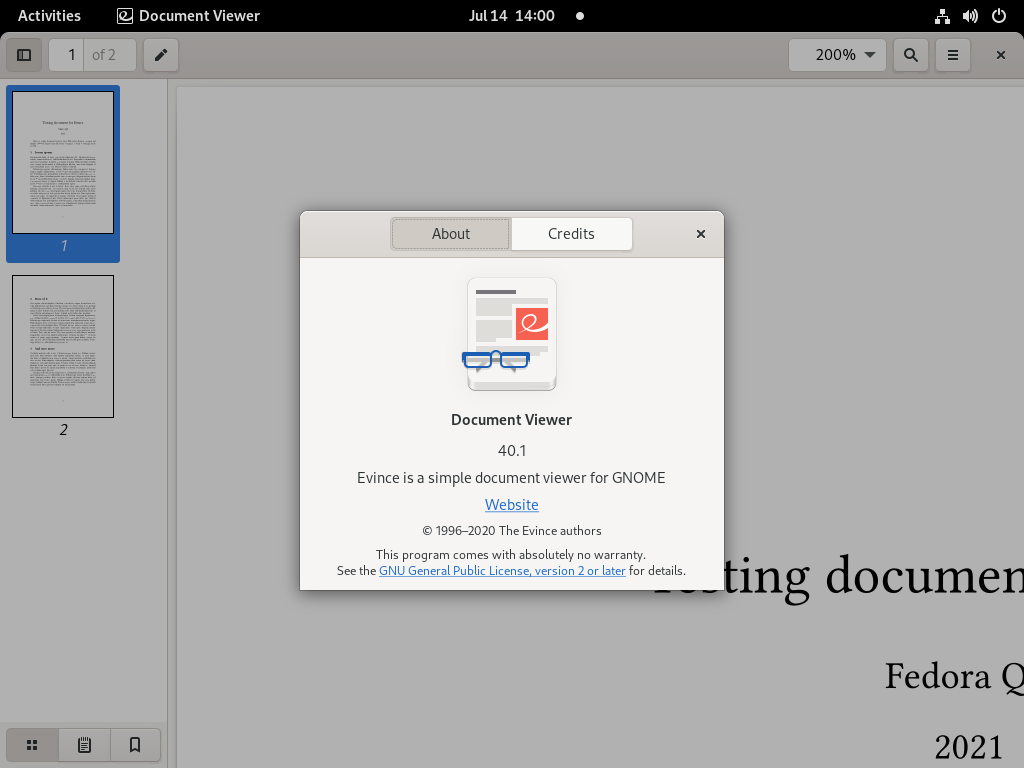 Activities Document Viewer Jul 14 14:00
1 of 2 200%
1
2
About Credits
Document Viewer
40.1
Evince is a simple document viewer for GNOME
Website
© 1996–2020 The Evince authors
This program comes with absolutely no warranty.
See the GNU General Public License, version 2 or later for details.
Testing documen
Fedora Q
2021